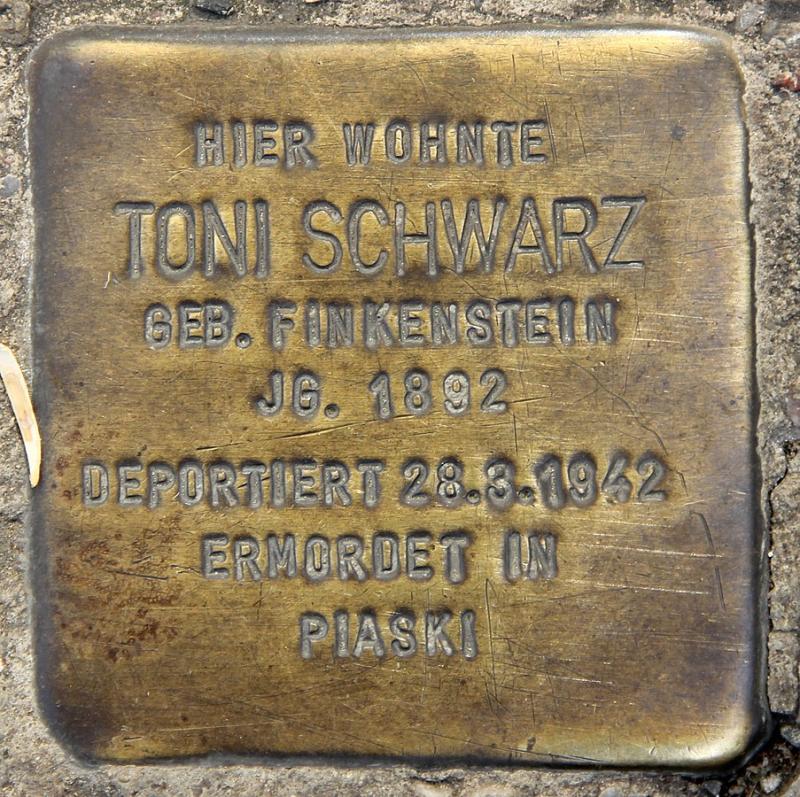 HIER WOHNTE
TONI SCHWARZ
GEB. FINKENSTEIN
JG. 1892
DEPORTIERT 28.3.1942
ERMORDET IN
PIASKI